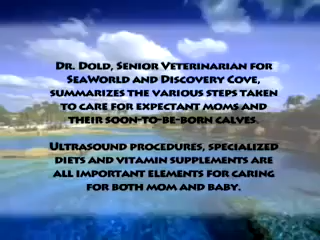 Dr. Dold, Senior Veterinarian for
SeaWorld and Discovery Cove,
summarizes the various steps taken
to care for expectant moms and
their soon-to-be-born calves.
Ultrasound procedures, specialized
diets and vitamin supplements are
all important elements for caring
for both mom and baby.